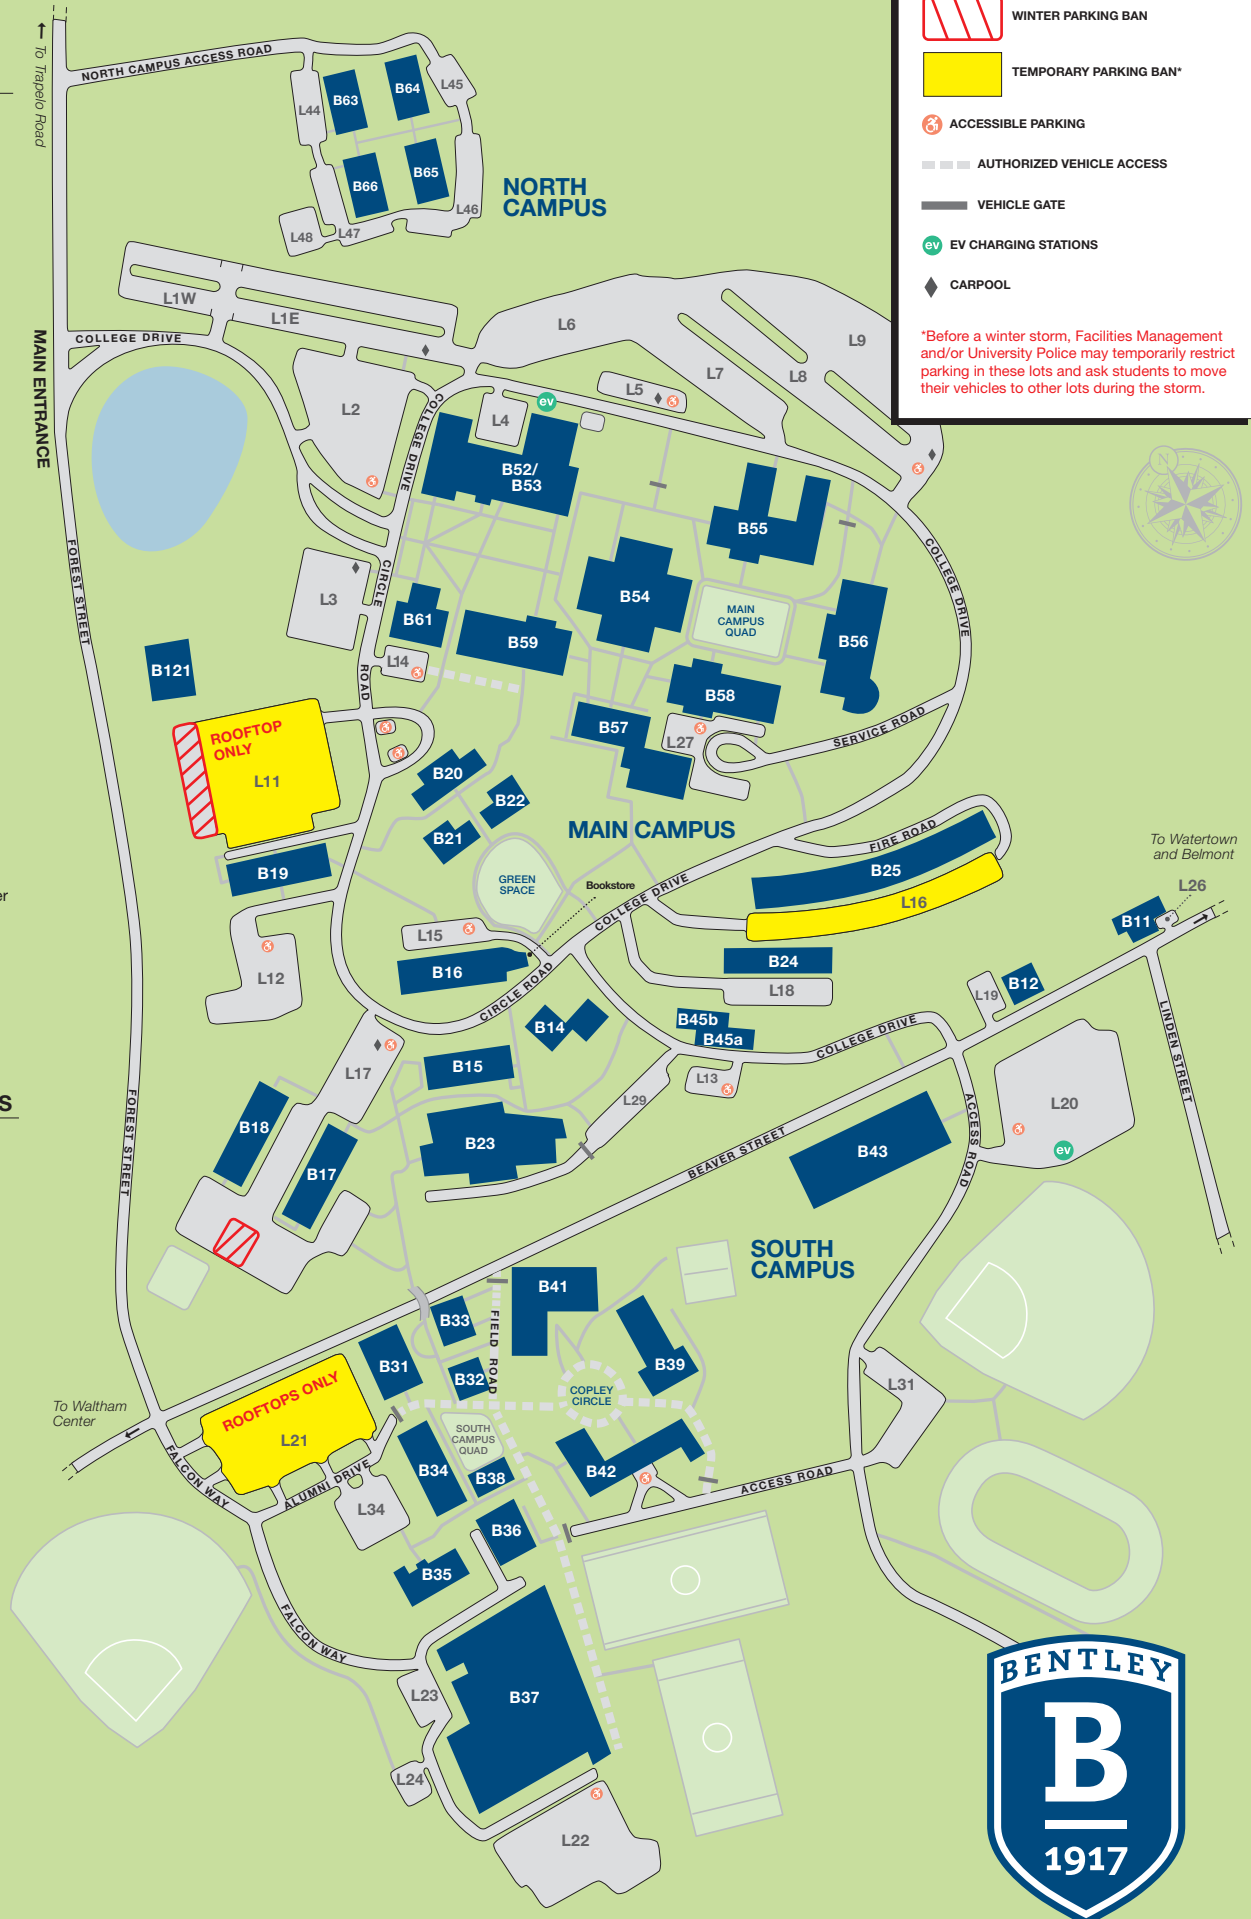 WINTER PARKING BAN
TEMPORARY PARKING BAN*
ACCESSIBLE PARKING
AUTHORIZED VEHICLE ACCESS
VEHICLE GATE
ev EV CHARGING STATIONS
CARPOOL
*Before a winter storm, Facilities Management
and/or University Police may temporarily restrict
parking in these lots and ask students to move
their vehicles to other lots during the storm.
To Trapelo Road
NORTH CAMPUS ACCESS ROAD
L44
B63
B64
L45
B66
B65
L46
L48
L47
NORTH
CAMPUS
L1W
L1E
L6
L9
L7
L8
L5
MAIN ENTRANCE
COLLEGE DRIVE
L2
COLLEGE DRIVE
L4
ev
B52/
B53
N
B55
FOREST STREET
L3
CIRCLE
B61
B59
B54
MAIN
CAMPUS
QUAD
B56
COLLEGE DRIVE
B121
L14
ROAD
B58
B57
L27
SERVICE ROAD
ROOFTOP
ONLY
L11
B20
B22
B21
MAIN CAMPUS
FIRE ROAD
To Watertown
and Belmont
B19
GREEN
SPACE
Bookstore
B25
L16
L26
er
COLLEGE DRIVE
B11
L15
B16
B24
L12
L18
L19
B12
CIRCLE ROAD
B14
B45b
B45a
COLLEGE DRIVE
LINDEN STREET
L17
B15
L13
L29
L20
ev
S
FOREST STREET
B18
B17
B23
BEAVER STREET
B43
ACCESS ROAD
SOUTH
CAMPUS
B41
B33
FIELD ROAD
B31
B32
B39
COPLEY
CIRCLE
L31
To Waltham
Center
ROOFTOPS ONLY
L21
SOUTH
CAMPUS
QUAD
B34
B38
B42
FALCON WAY
ALUMNI DRIVE
L34
ACCESS ROAD
B36
B35
FALCON WAY
B37
L23
L24
L22
BENTLEY
B
1917